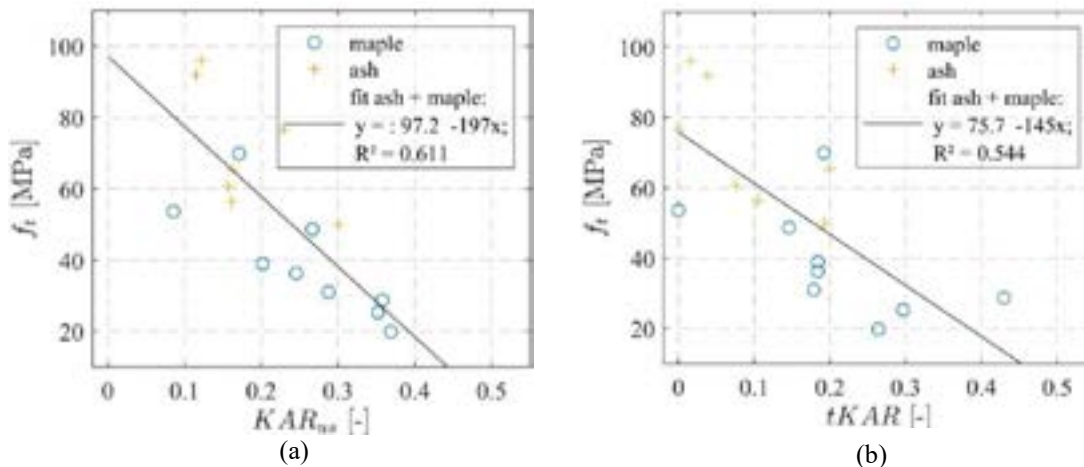 100
80
60
40
20
f_t [MPa]
maple
ash
fit ash + maple:
y = : 97.2 -197x;
R² = 0.611
0 0.1 0.2 0.3 0.4 0.5
[-]
(a)
100
80
60
40
20
f_t [MPa]
maple
ash
fit ash + maple:
y = 75.7 -145x;
R² = 0.544
0 0.1 0.2 0.3 0.4 0.5
tKAR [-]
(b)